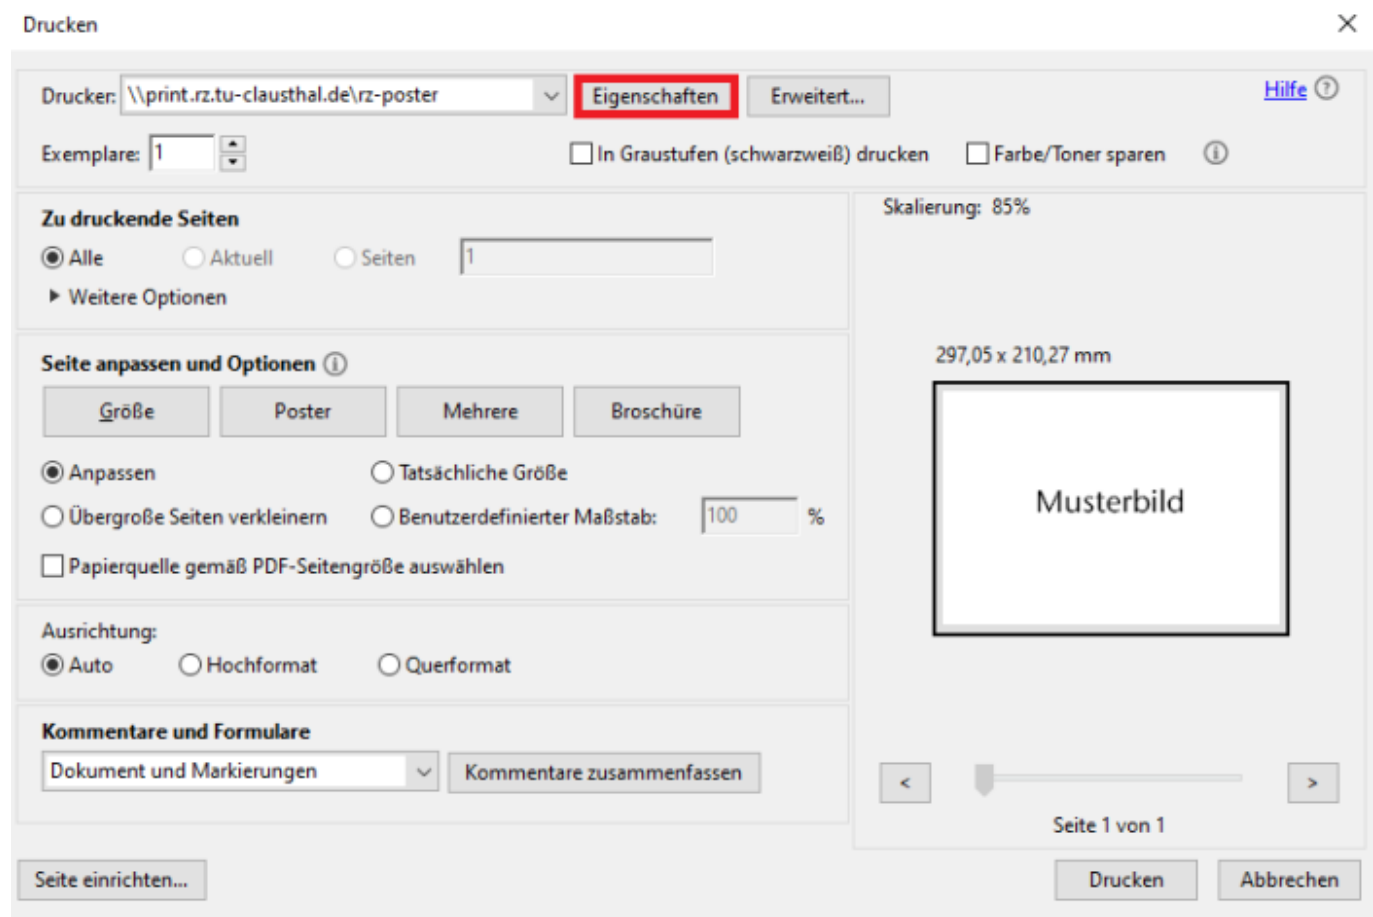 Drucken
Drucker: \\print.rz.tu-clausthal.de\rz-poster Eigenschaften Erweitert... Hilfe
Exemplare: 1 In Graustufen (schwarzweiß) drucken Farbe/Toner sparen
Zu druckende Seiten
Alle Aktuell Seiten 1
Weitere Optionen
Seite anpassen und Optionen
Größe Poster Mehrere Broschüre
Anpassen Tatsächliche Größe
Übergroße Seiten verkleinern Benutzerdefinierter Maßstab: 100 %
Papierquelle gemäß PDF-Seitengröße auswählen
Ausrichtung:
Auto Hochformat Querformat
Kommentare und Formulare
Dokument und Markierungen Kommentare zusammenfassen
Skalierung: 85%
297,05 x 210,27 mm
Musterbild
< >
Seite 1 von 1
Seite einrichten... Drucken Abbrechen